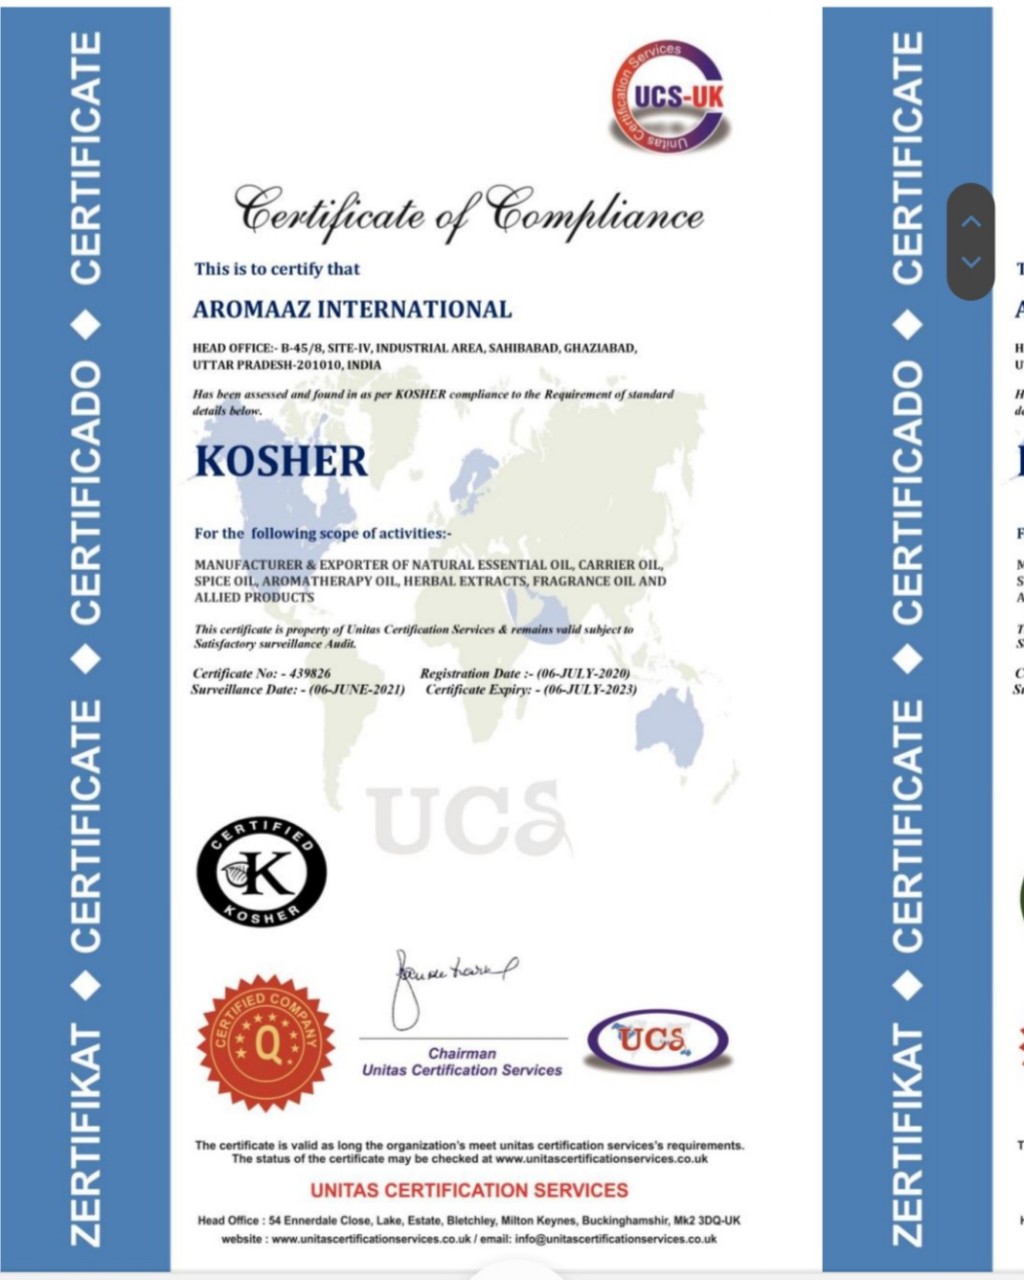 Unitas Certification Services
UCS-UK
Certificate of Compliance
This is to certify that
AROMAAZ INTERNATIONAL
HEAD OFFICE:- B-45/8, SITE-IV, INDUSTRIAL AREA, SAHIBABAD, GHAZIABAD,
UTTAR PRADESH-201010, INDIA
Has been assessed and found in as per KOSHER compliance to the Requirement of standard
details below.
KOSHER
For the following scope of activities:-
MANUFACTURER & EXPORTER OF NATURAL ESSENTIAL OIL, CARRIER OIL,
SPICE OIL, AROMATHERAPY OIL, HERBAL EXTRACTS, FRAGRANCE OIL AND
ALLIED PRODUCTS
This certificate is property of Unitas Certification Services & remains valid subject to
Satisfactory surveillance Audit.
Certificate No: - 439826 Registration Date :- (06-JULY-2020)
Surveillance Date: - (06-JUNE-2021) Certificate Expiry: - (06-JULY-2023)
UCS
CERTIFIED
K
KOSHER
CERTIFIED COMPANY
Q
Chairman
Unitas Certification Services
UCS
The certificate is valid as long the organization's meet unitas certification services's requirements.
The status of the certificate may be checked at www.unitascertificationservices.co.uk
UNITAS CERTIFICATION SERVICES
Head Office : 54 Ennerdale Close, Lake, Estate, Bletchley, Milton Keynes, Buckinghamshir, Mk2 3DQ-UK
website : www.unitascertificationservices.co.uk / email: info@unitascertificationservices.co.uk
ZERTIFIKAT ◆ CERTIFICATE ◆ CERTIFICADO ◆ CERTIFICATE
ZERTIFIKAT ◆ CERTIFICATE ◆ CERTIFICADO ◆ CERTIFICATE